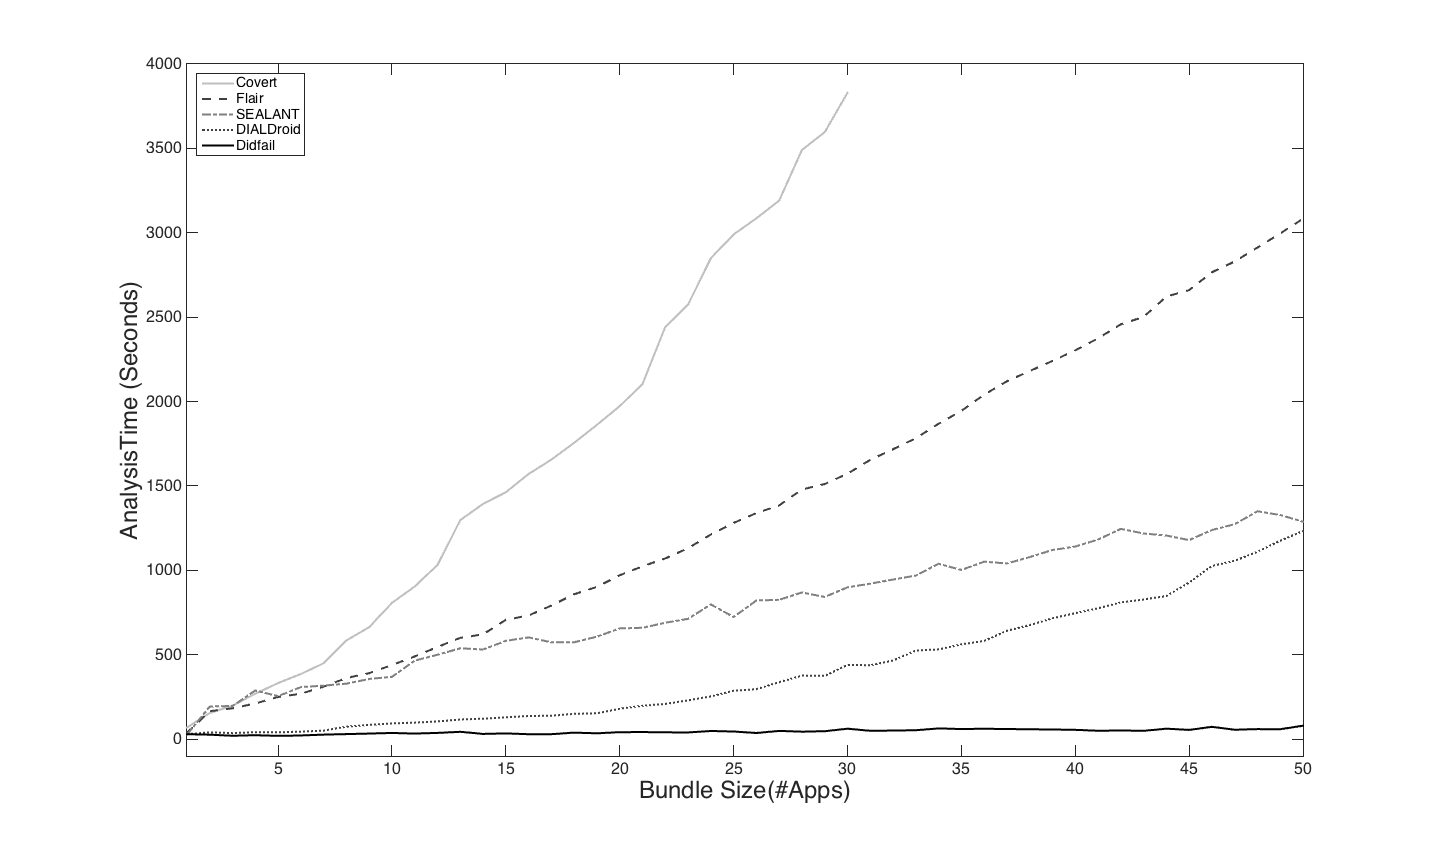 4000
3500
3000
2500
2000
1500
1000
500
0
AnalysisTime (Seconds)
Covert
Flair
SEALANT
DIALDroid
Didfail
5 10 15 20 25 30 35 40 45 50
Bundle Size(#Apps)